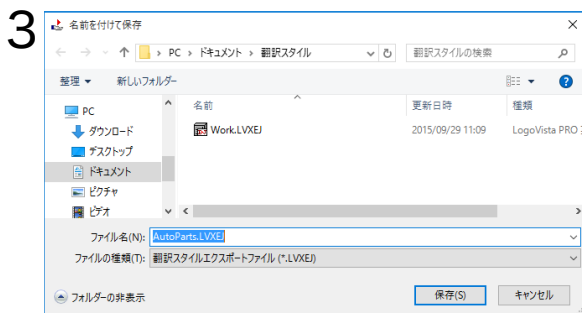 3
名前を付けて保存
PC › ドキュメント › 翻訳スタイル
翻訳スタイルの検索
整理 新しいフォルダー
名前 更新日時 種類
PC
ダウンロード
デスクトップ
ドキュメント
ピクチャ
ビデオ
Work.LVXEJ 2015/09/29 11:09 LogoVista PRO
ファイル名(N): AutoParts.LVXEJ
ファイルの種類(T): 翻訳スタイルエクスポートファイル (*.LVXEJ)
フォルダーの非表示 保存(S) キャンセル